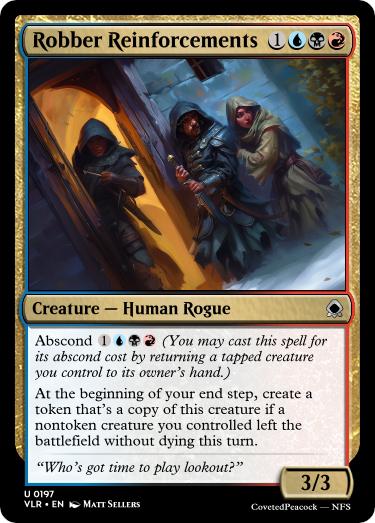 Robber Reinforcements 1
Creature — Human Rogue
Abscond 1 (You may cast this spell for
its abscond cost by returning a tapped creature
you control to its owner's hand.)
At the beginning of your end step, create a
token that's a copy of this creature if a
nontoken creature you controlled left the
battlefield without dying this turn.
"Who's got time to play lookout?"
3/3
U 0197
VLR • EN Matt Sellers
CovetedPeacock — NFS